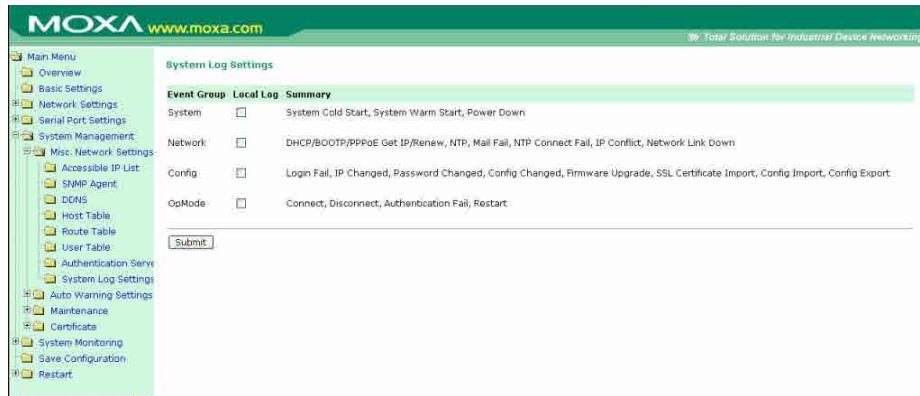 MOXA www.moxa.com
Total Solution for Industrial Device Networking
Main Menu
Overview
Basic Settings
Network Settings
Serial Port Settings
System Management
Misc. Network Settings
Accessible IP List
SNMP Agent
DDNS
Host Table
Route Table
User Table
Authentication Serve
System Log Settings
Auto Warning Settings
Maintenance
Certificate
System Monitoring
Save Configuration
Restart
System Log Settings
Event Group Local Log Summary
System System Cold Start, System Warm Start, Power Down
Network DHCP/BOOTP/PPPoE Get IP/Renew, NTP, Mail Fail, NTP Connect Fail, IP Conflict, Network Link Down
Config Login Fail, IP Changed, Password Changed, Config Changed, Firmware Upgrade, SSL Certificate Import, Config Import, Config Export
OpMode Connect, Disconnect, Authentication Fail, Restart
Submit